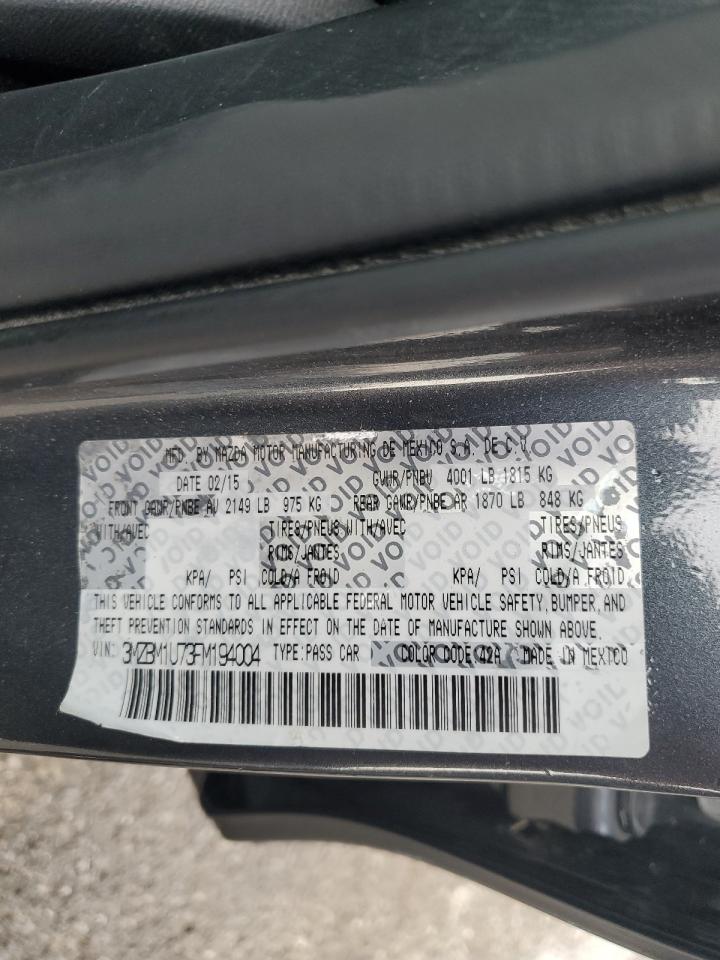 MFD. BY MAZDA MOTOR MANUFACTURING DE MEXICO S.A. DE C.V.
DATE 02/15 GVWR/PNBV 4001 LB 1815 KG
FRONT GAWR/PNBE AV 2149 LB 975 KG REAR GAWR/PNBE AR 1870 LB 848 KG
WITH/AVEC TIRES/PNEUS WITH/AVEC TIRES/PNEUS
RIMS/JANTES RIMS/JANTES
KPA/ PSI COLD/A FROID KPA/ PSI COLD/A FROID
THIS VEHICLE CONFORMS TO ALL APPLICABLE FEDERAL MOTOR VEHICLE SAFETY, BUMPER, AND
THEFT PREVENTION STANDARDS IN EFFECT ON THE DATE OF MANUFACTURE SHOWN ABOVE.
VIN: 3MZBM1U73FM194004 TYPE: PASS CAR COLOR CODE 42A MADE IN MEXICO
VOID